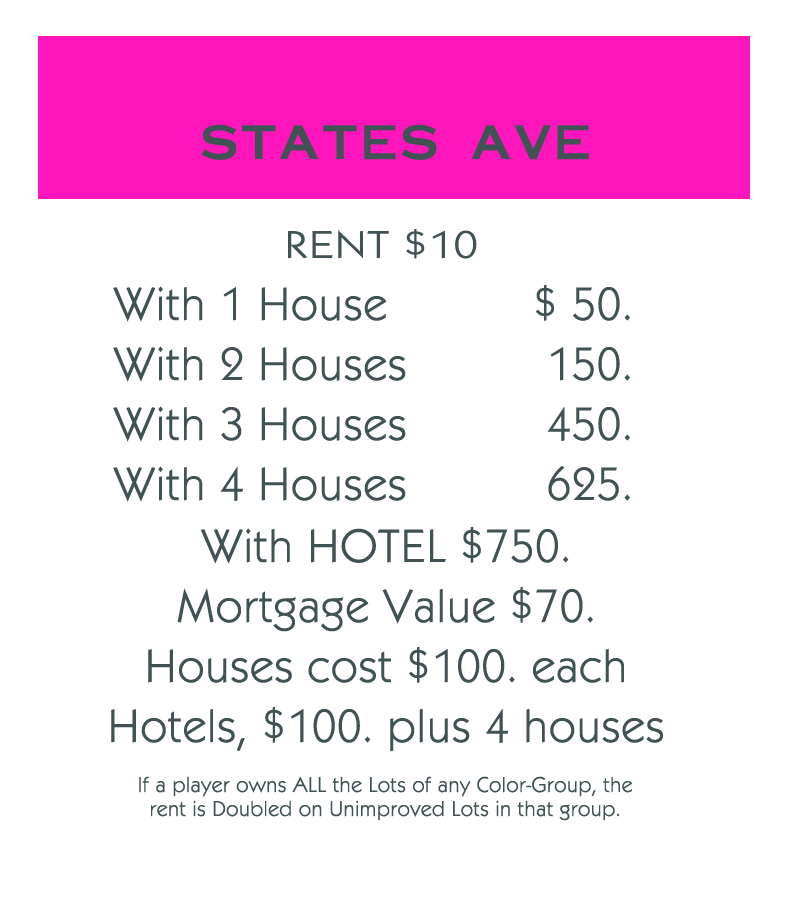 STATES AVE
RENT $10
With 1 House $ 50.
With 2 Houses 150.
With 3 Houses 450.
With 4 Houses 625.
With HOTEL $750.
Mortgage Value $70.
Houses cost $100. each
Hotels, $100. plus 4 houses
If a player owns ALL the Lots of any Color-Group, the
rent is Doubled on Unimproved Lots in that group.